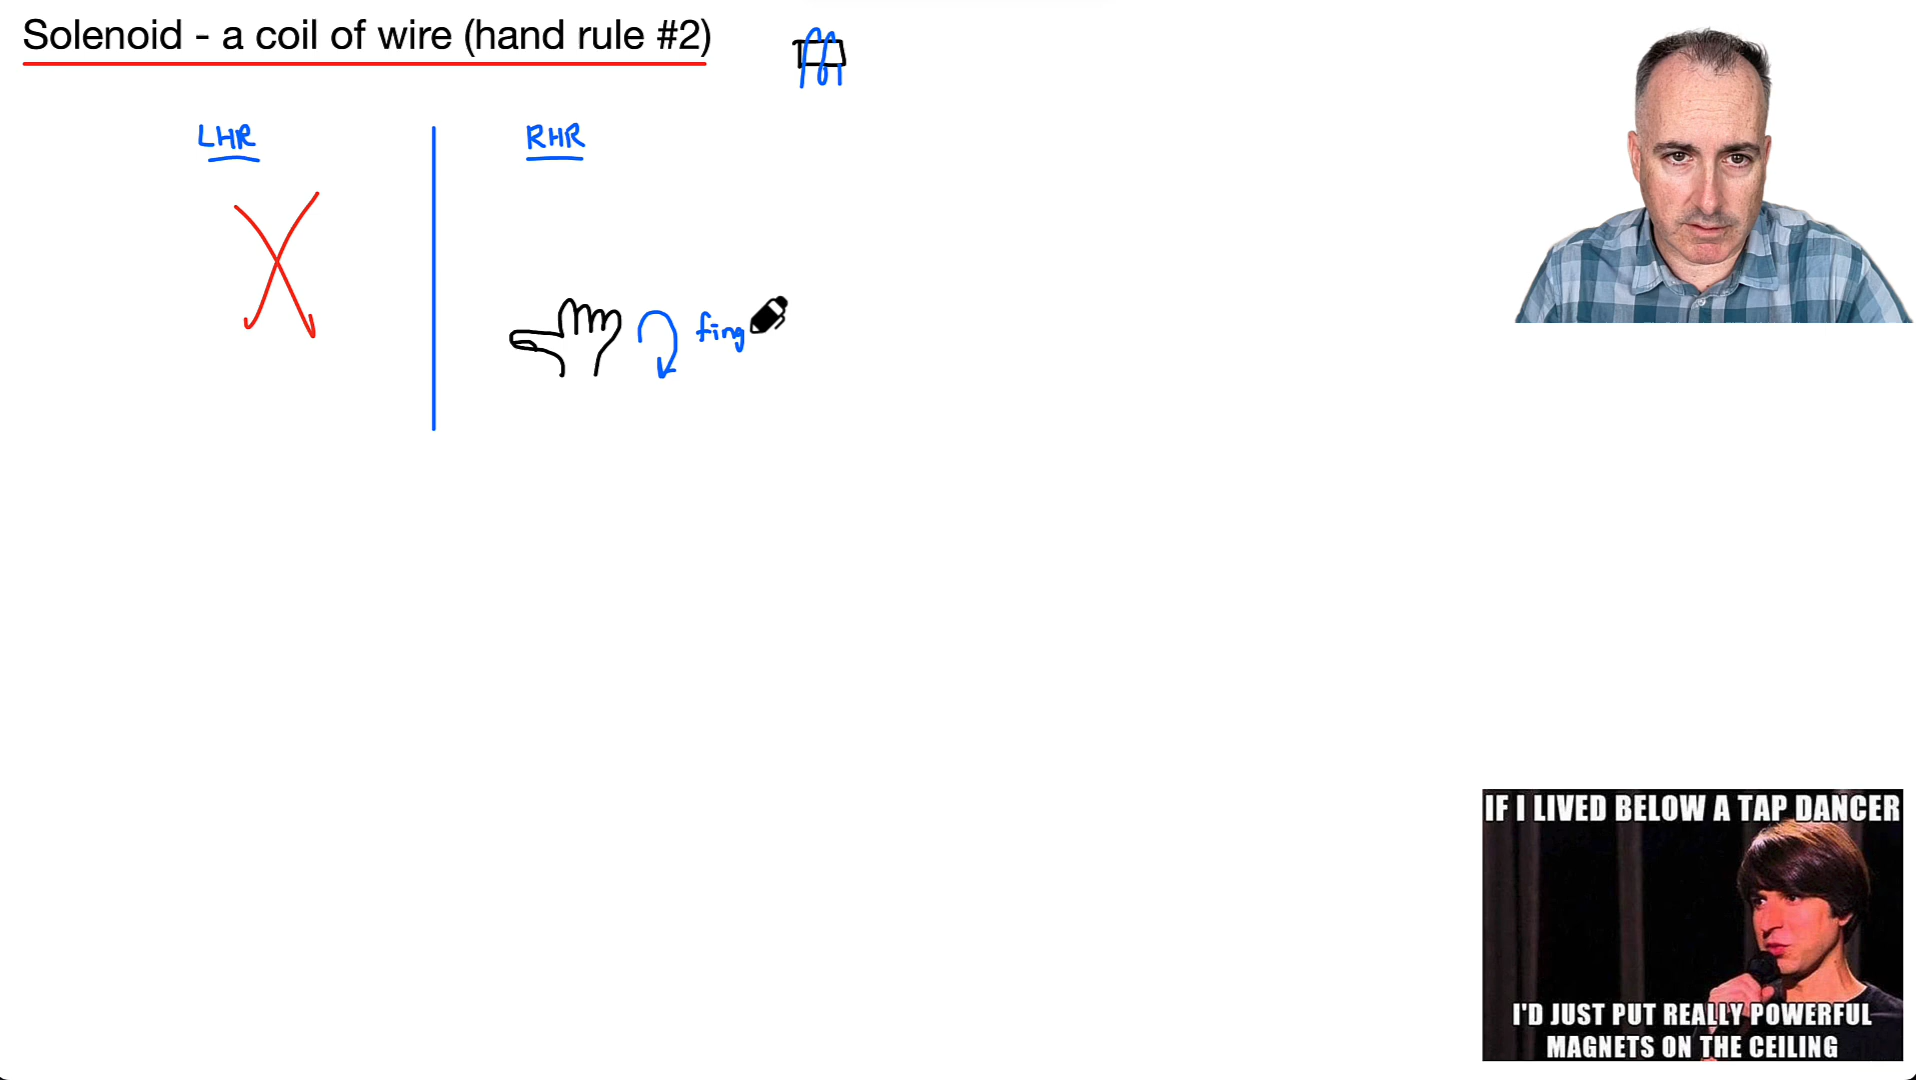 Solenoid - a coil of wire (hand rule #2)
LHR
RHR
fing
IF I LIVED BELOW A TAP DANCER
I'D JUST PUT REALLY POWERFUL
MAGNETS ON THE CEILING